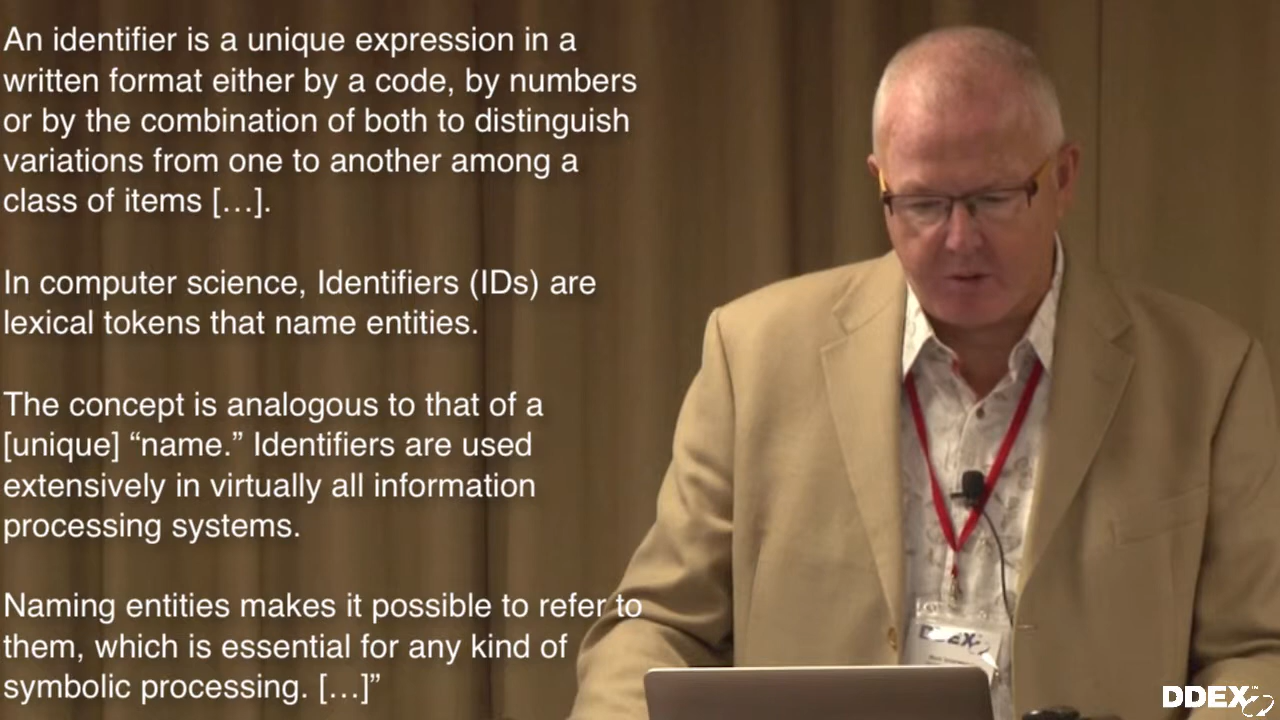 An identifier is a unique expression in a
written format either by a code, by numbers
or by the combination of both to distinguish
variations from one to another among a
class of items […].
In computer science, Identifiers (IDs) are
lexical tokens that name entities.
The concept is analogous to that of a
[unique] “name.” Identifiers are used
extensively in virtually all information
processing systems.
Naming entities makes it possible to refer to
them, which is essential for any kind of
symbolic processing. […]”
DDEX
DDEX